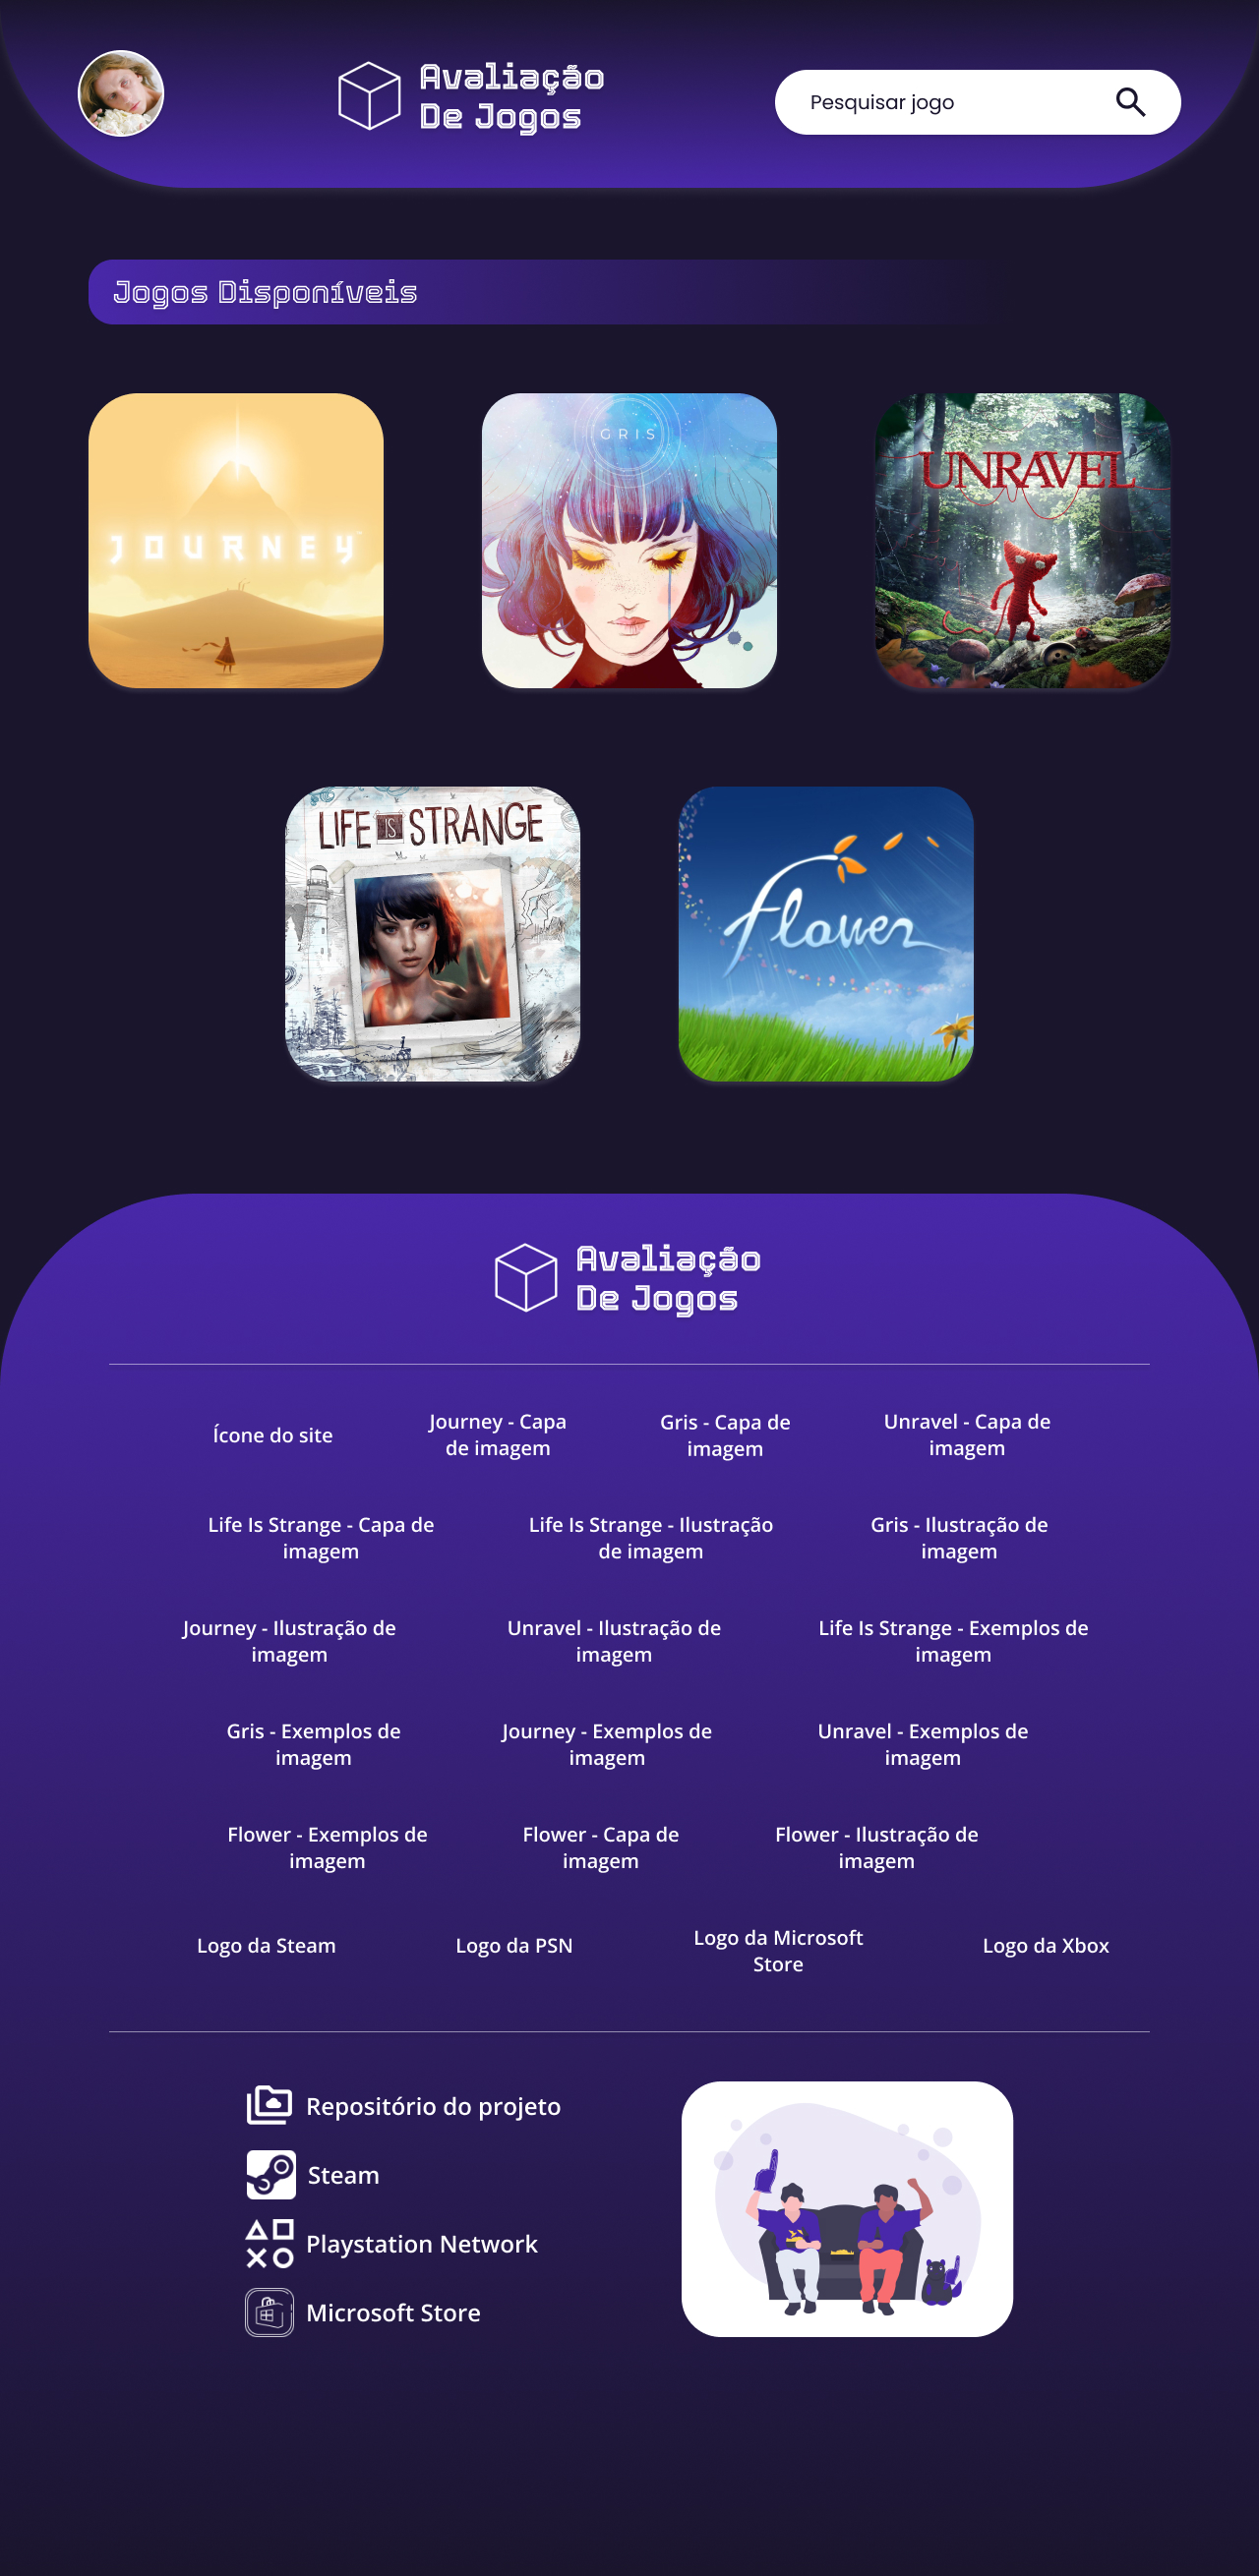 Avaliação
De Jogos
Pesquisar jogo
Jogos Disponíveis
JOURNEY
GRIS
UNRAVEL
LIFE IS STRANGE
flower
Avaliação
De Jogos
Ícone do site
Journey - Capa
de imagem
Gris - Capa de
imagem
Unravel - Capa de
imagem
Life Is Strange - Capa de
imagem
Life Is Strange - Ilustração
de imagem
Gris - Ilustração de
imagem
Journey - Ilustração de
imagem
Unravel - Ilustração de
imagem
Life Is Strange - Exemplos de
imagem
Gris - Exemplos de
imagem
Journey - Exemplos de
imagem
Unravel - Exemplos de
imagem
Flower - Exemplos de
imagem
Flower - Capa de
imagem
Flower - Ilustração de
imagem
Logo da Steam
Logo da PSN
Logo da Microsoft
Store
Logo da Xbox
Repositório do projeto
Steam
Playstation Network
Microsoft Store